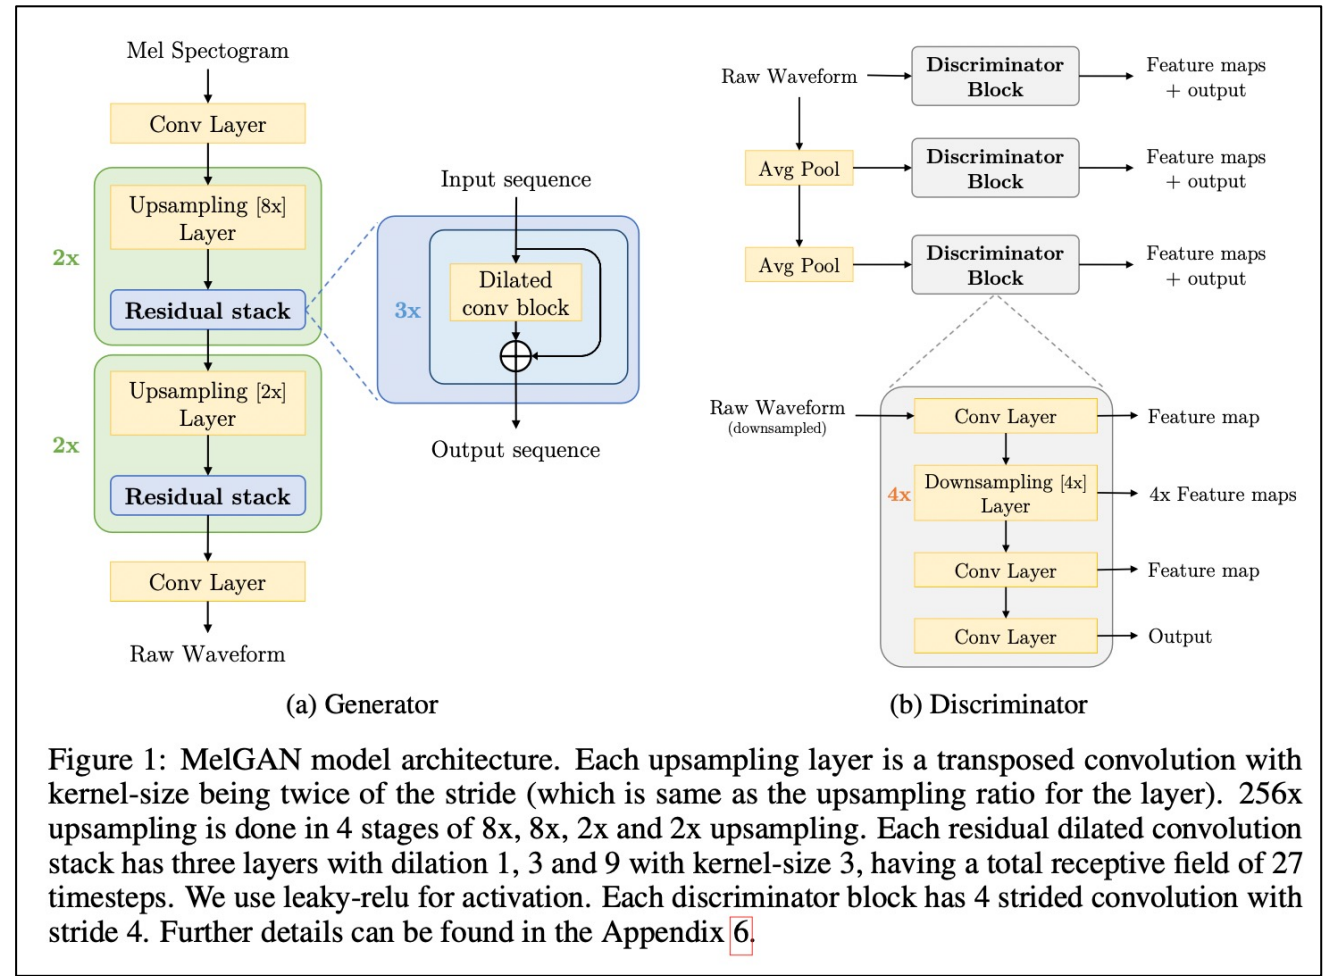 Mel Spectrogram
Conv Layer
2x
Upsampling [8x]
Layer
Residual stack
2x
Upsampling [2x]
Layer
Residual stack
Conv Layer
Raw Waveform
Input sequence
3x
Dilated
conv block
Output sequence
(a) Generator
Raw Waveform
Discriminator
Block
Feature maps
+ output
Avg Pool
Discriminator
Block
Feature maps
+ output
Avg Pool
Discriminator
Block
Feature maps
+ output
Raw Waveform
(downsampled)
Conv Layer
Feature map
4x
Downsampling [4x]
Layer
4x Feature maps
Conv Layer
Feature map
Conv Layer
Output
(b) Discriminator
Figure 1: MelGAN model architecture. Each upsampling layer is a transposed convolution with
kernel-size being twice of the stride (which is same as the upsampling ratio for the layer). 256x
upsampling is done in 4 stages of 8x, 8x, 2x and 2x upsampling. Each residual dilated convolution
stack has three layers with dilation 1, 3 and 9 with kernel-size 3, having a total receptive field of 27
timesteps. We use leaky-relu for activation. Each discriminator block has 4 strided convolution with
stride 4. Further details can be found in the Appendix 6.